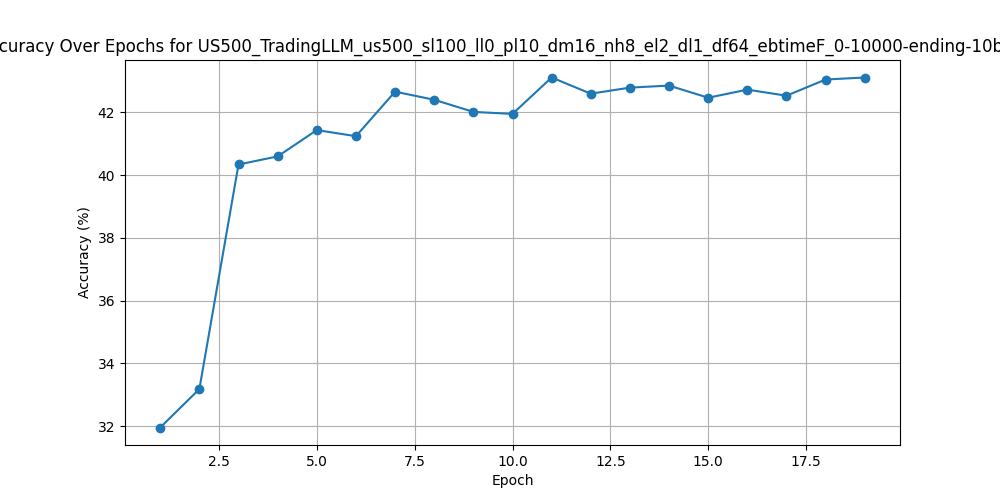 curacy Over Epochs for US500_TradingLLM_us500_sl100_ll0_pl10_dm16_nh8_el2_dl1_df64_ebtimeF_0-10000-ending-10b
42
40
38
36
34
32
Accuracy (%)
2.5 5.0 7.5 10.0 12.5 15.0 17.5
Epoch